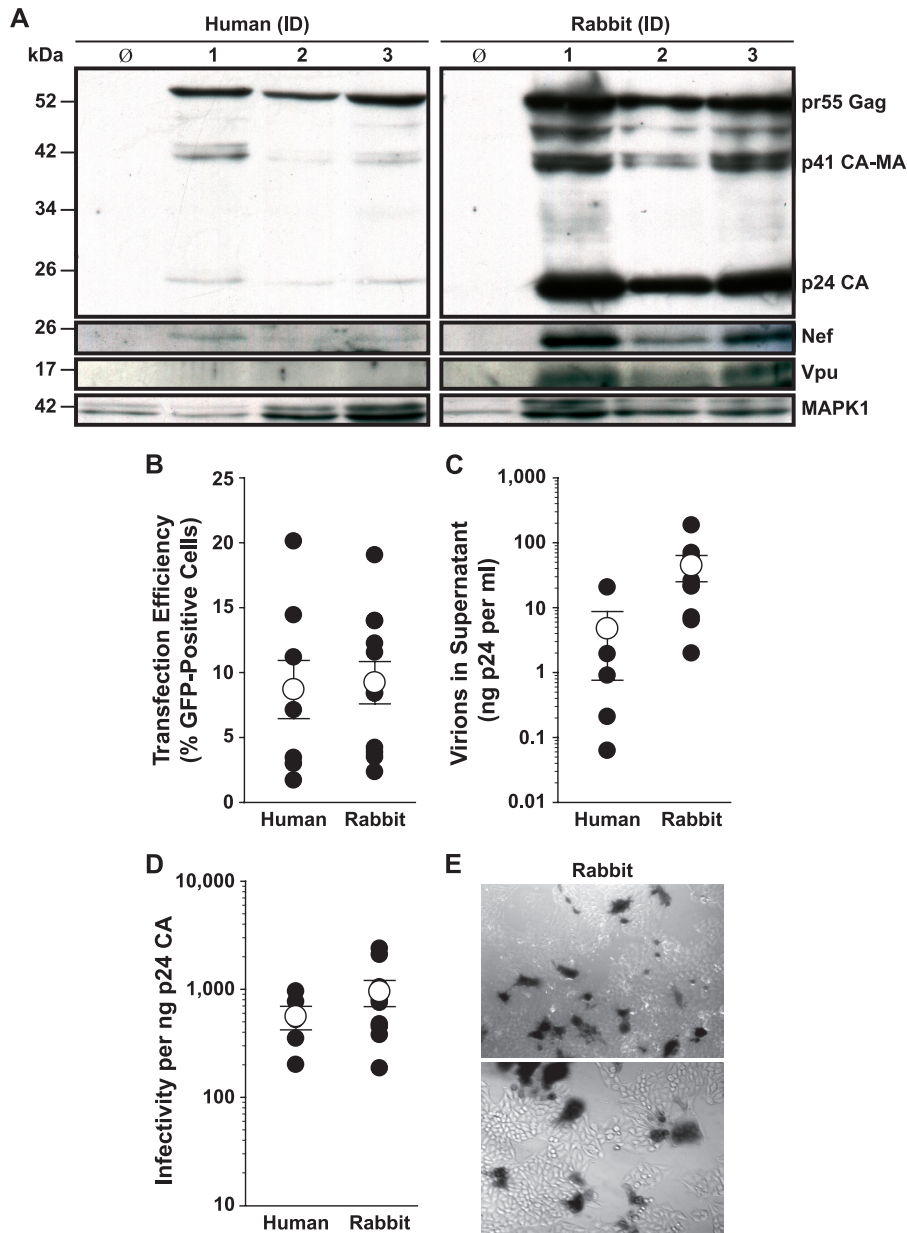 A
Human (ID)
Rabbit (ID)
kDa
Ø
1
2
3
Ø
1
2
3
52
42
34
26
26
17
42
pr55 Gag
p41 CA-MA
p24 CA
Nef
Vpu
MAPK1
B
Transfection Efficiency
(% GFP-Positive Cells)
25
20
15
10
5
0
Human
Rabbit
C
Virions in Supernatant
(ng p24 per ml)
1,000
100
10
1
0.1
0.01
Human
Rabbit
D
Infectivity per ng p24 CA
10,000
1,000
100
10
Human
Rabbit
E
Rabbit